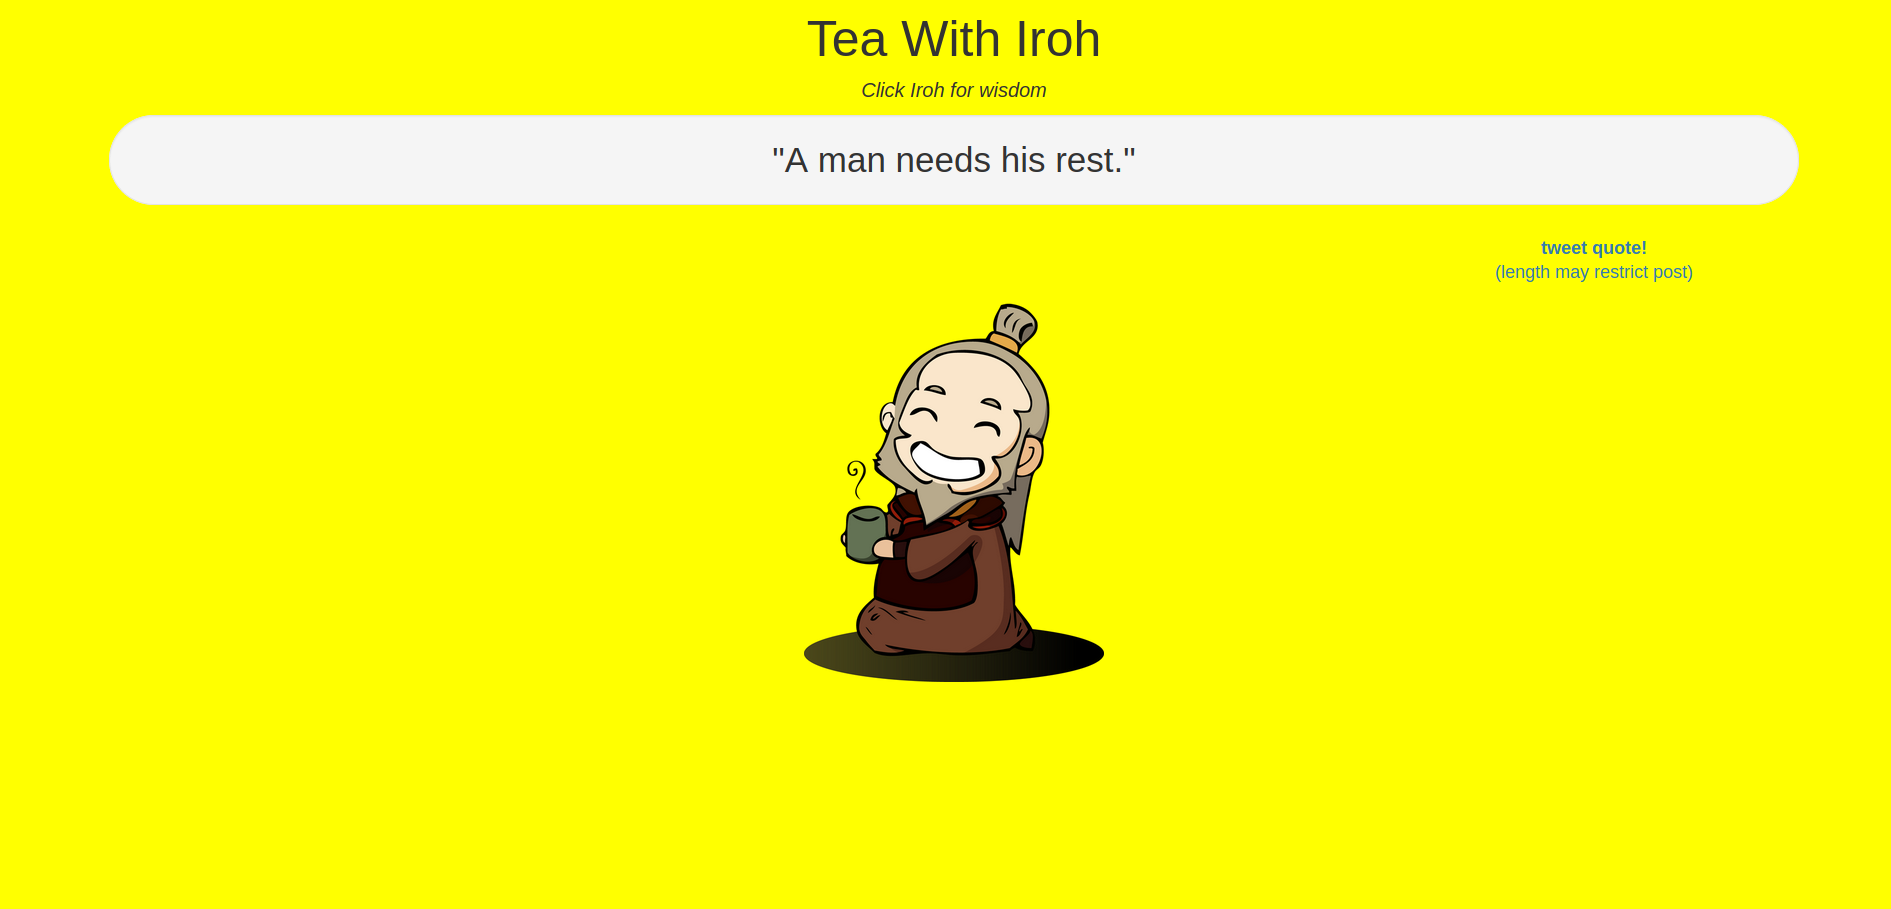 Tea With Iroh
Click Iroh for wisdom
"A man needs his rest."
tweet quote!
(length may restrict post)